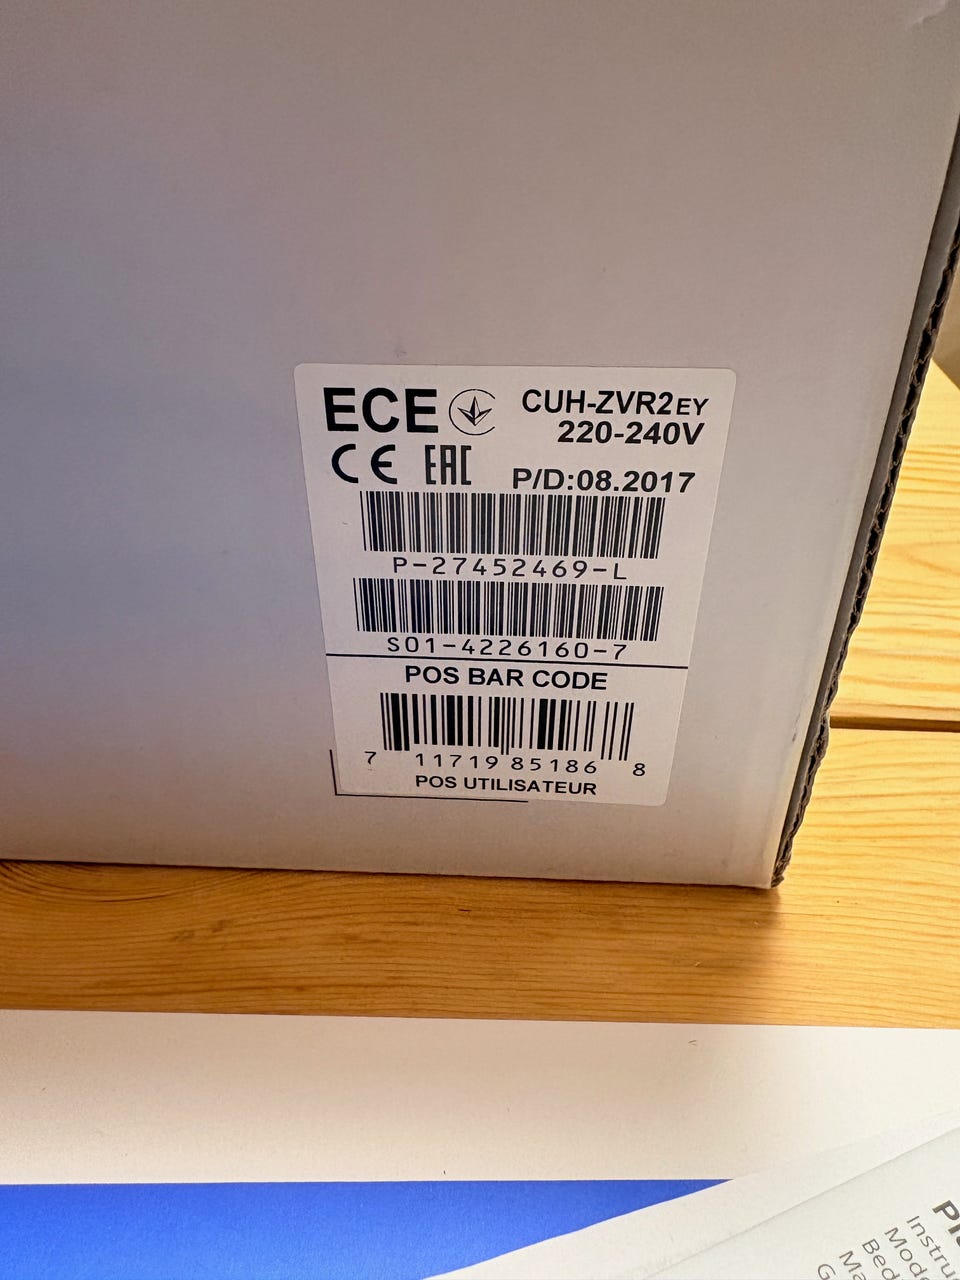 ECE
CUH-ZVR2EY
220-240V
CE EAC
P/D:08.2017
P-27452469-L
S01-4226160-7
POS BAR CODE
7 11719 85186 8
POS UTILISATEUR